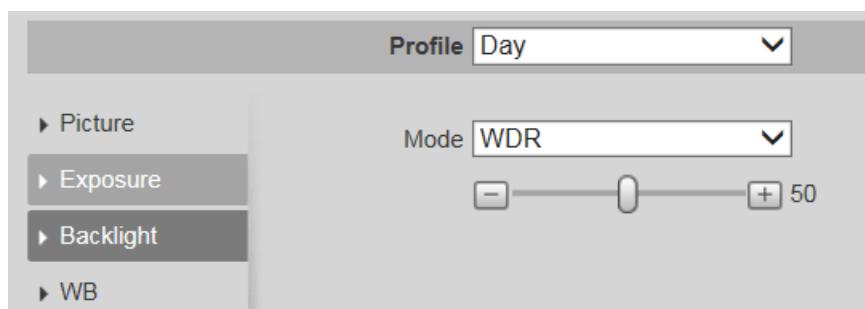 Profile Day
Picture
Mode WDR
Exposure
50
Backlight
WB